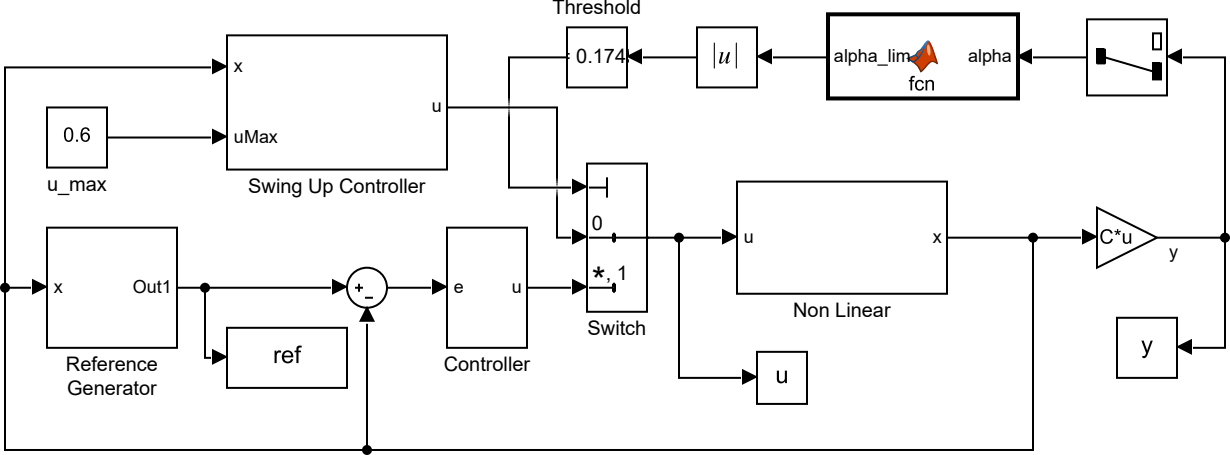 Threshold
0.174
|u|
alpha_lim
alpha
fcn
x
u
uMax
0.6
u_max
Swing Up Controller
0
*, 1
Switch
u
x
Non Linear
C*u
y
x
Out1
Reference
Generator
ref
+
−
e
u
Controller
u
y